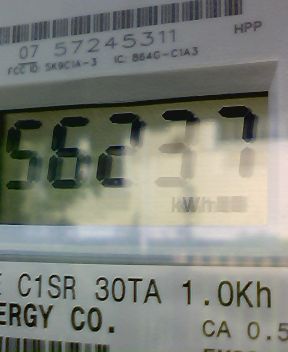 07 57245311 HPP
FCC ID: SK9C1A-3 IC: 864G-C1A3
56237
kWh
C1SR 30TA 1.0Kh
ERGY CO. CA 0.5